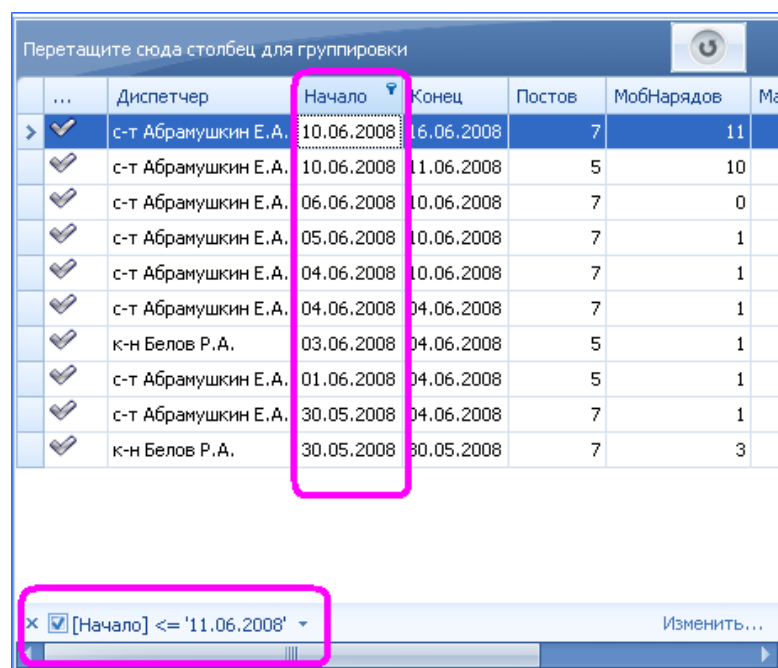 Перетащите сюда столбец для группировки
... Диспетчер Начало Конец Постов МобНарядов Ма
с-т Абрамушкин Е.А. 10.06.2008 16.06.2008 7 11
с-т Абрамушкин Е.А. 10.06.2008 11.06.2008 5 10
с-т Абрамушкин Е.А. 06.06.2008 10.06.2008 7 0
с-т Абрамушкин Е.А. 05.06.2008 10.06.2008 7 1
с-т Абрамушкин Е.А. 04.06.2008 10.06.2008 7 1
с-т Абрамушкин Е.А. 04.06.2008 04.06.2008 7 1
к-н Белов Р.А. 03.06.2008 04.06.2008 5 1
с-т Абрамушкин Е.А. 01.06.2008 04.06.2008 5 1
с-т Абрамушкин Е.А. 30.05.2008 04.06.2008 7 1
к-н Белов Р.А. 30.05.2008 30.05.2008 7 3
[Начало] <= '11.06.2008' Изменить...